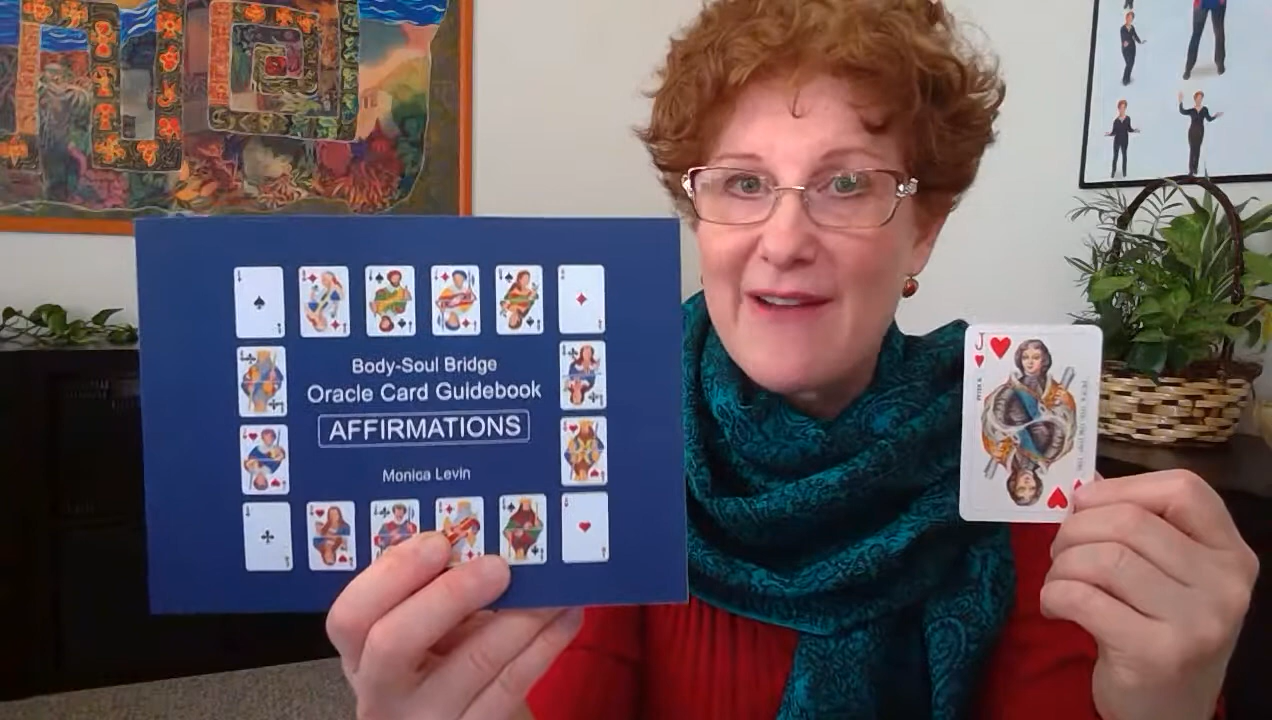 Body-Soul Bridge
Oracle Card Guidebook
AFFIRMATIONS
Monica Levin
J